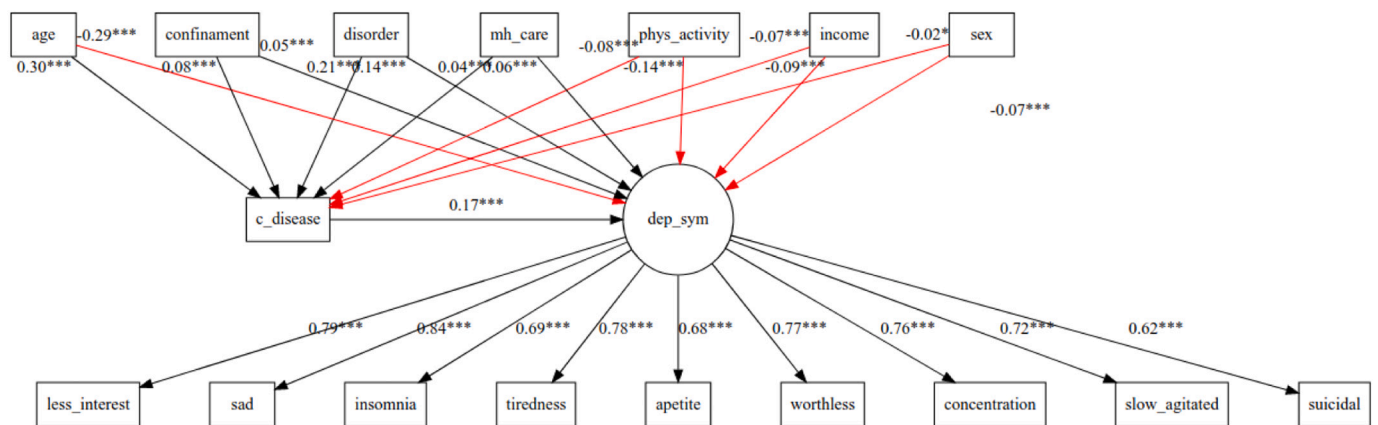 age
-0.29***
confinament
0.05***
disorder
mh_care
-0.08***
phys_activity
-0.07***
income
-0.02*
sex
0.30***
0.08***
0.21***
0.14***
0.04***
0.06***
-0.14***
-0.09***
-0.07***
c_disease
0.17***
dep_sym
0.79***
0.84***
0.69***
0.78***
0.68***
0.77***
0.76***
0.72***
0.62***
less_interest
sad
insomnia
tiredness
apetite
worthless
concentration
slow_agitated
suicidal